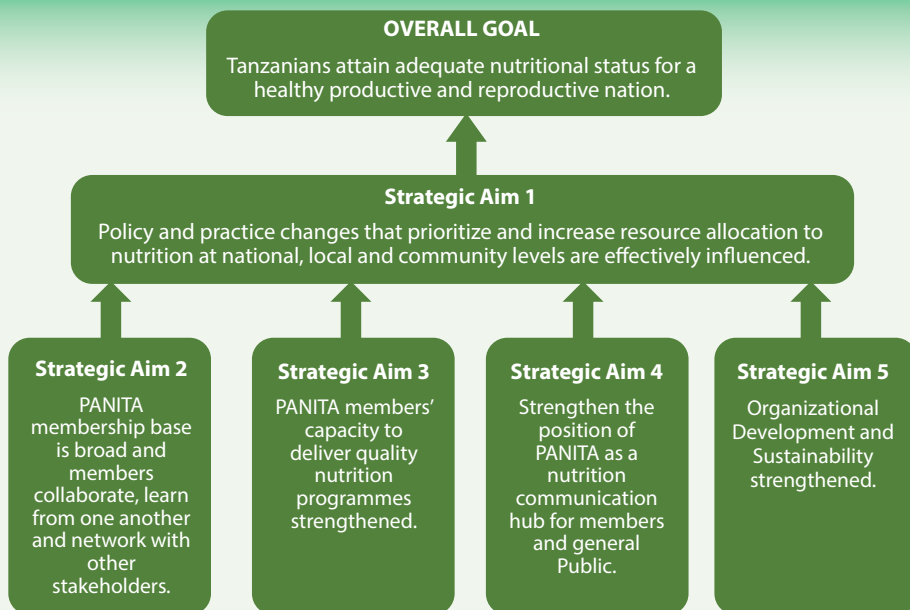 OVERALL GOAL
Tanzanians attain adequate nutritional status for a
healthy productive and reproductive nation.
Strategic Aim 1
Policy and practice changes that prioritize and increase resource allocation to
nutrition at national, local and community levels are effectively influenced.
Strategic Aim 2
PANITA
membership base
is broad and
members
collaborate, learn
from one another
and network with
other
stakeholders.
Strategic Aim 3
PANITA members’
capacity to
deliver quality
nutrition
programmes
strengthened.
Strategic Aim 4
Strengthen the
position of
PANITA as a
nutrition
communication
hub for members
and general
Public.
Strategic Aim 5
Organizational
Development and
Sustainability
strengthened.